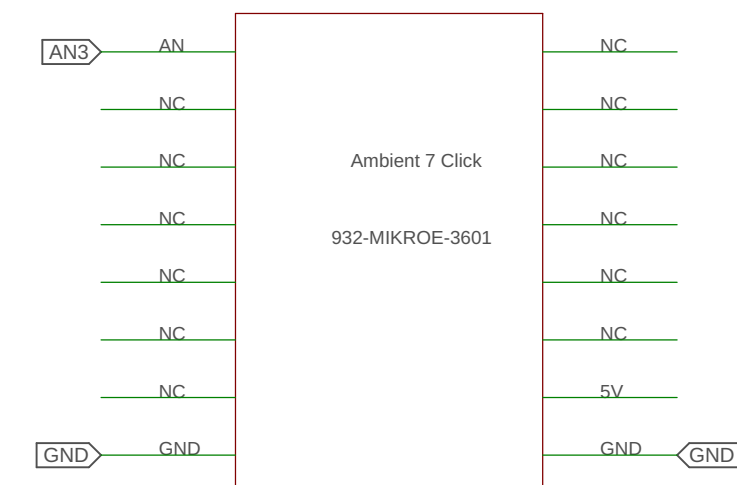 AN3 AN NC
NC NC
NC Ambient 7 Click NC
NC NC
932-MIKROE-3601
NC NC
NC NC
NC 5V
GND GND GND GND